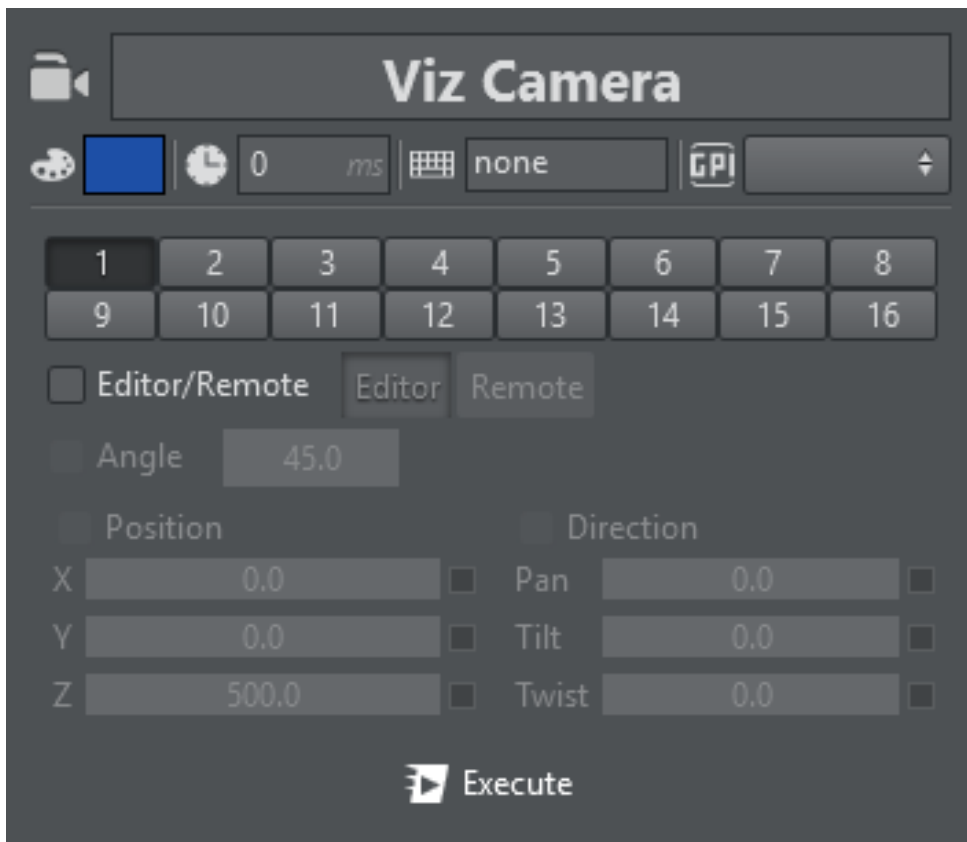 Viz Camera
0 ms none GPI
1 2 3 4 5 6 7 8
9 10 11 12 13 14 15 16
Editor/Remote Editor Remote
Angle 45.0
Position Direction
X 0.0 Pan 0.0
Y 0.0 Tilt 0.0
Z 500.0 Twist 0.0
Execute